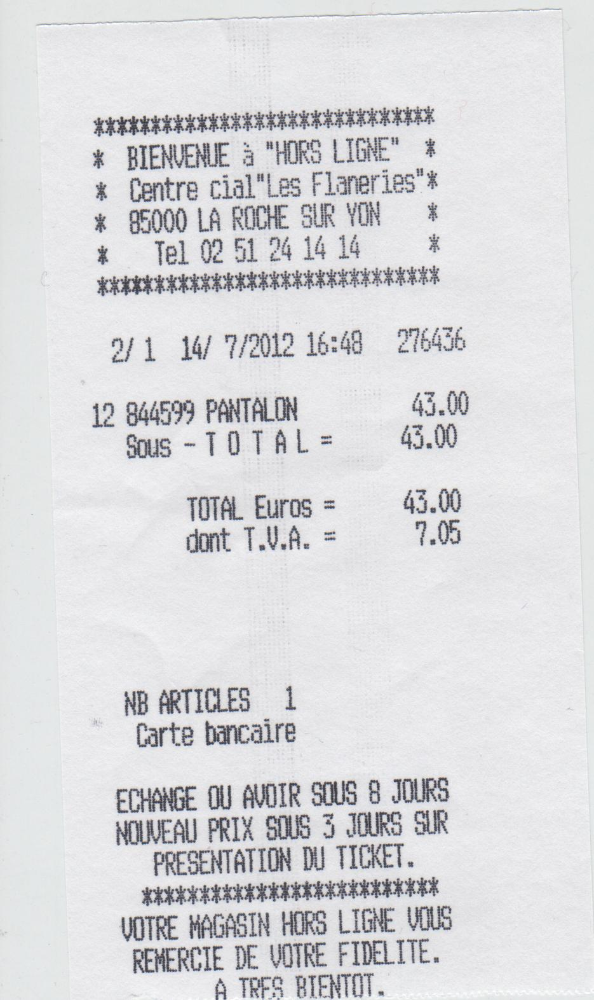 ******************************
* BIENVENUE à "HORS LIGNE" *
* Centre cial"Les Flaneries"*
* 85000 LA ROCHE SUR YON *
* Tel 02 51 24 14 14 *
******************************
2/ 1 14/ 7/2012 16:48 276436
12 844599 PANTALON 43.00
Sous - T O T A L = 43.00
TOTAL Euros = 43.00
dont T.V.A. = 7.05
NB ARTICLES 1
Carte bancaire
ECHANGE OU AVOIR SOUS 8 JOURS
NOUVEAU PRIX SOUS 3 JOURS SUR
PRESENTATION DU TICKET.
**************************
VOTRE MAGASIN HORS LIGNE VOUS
REMERCIE DE VOTRE FIDELITE.
A TRES BIENTOT.